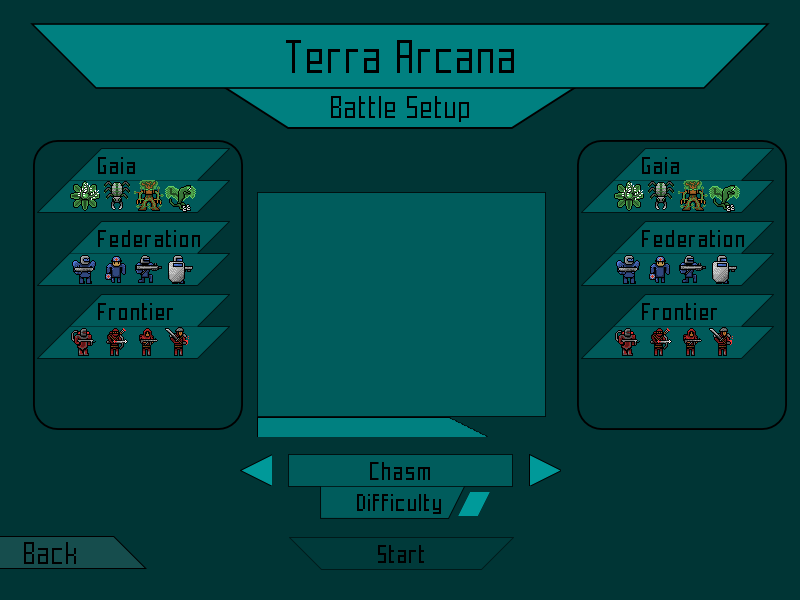 Terra Arcana
Battle Setup
Gaia
Federation
Frontier
Gaia
Federation
Frontier
Chasm
Difficulty
Back
Start